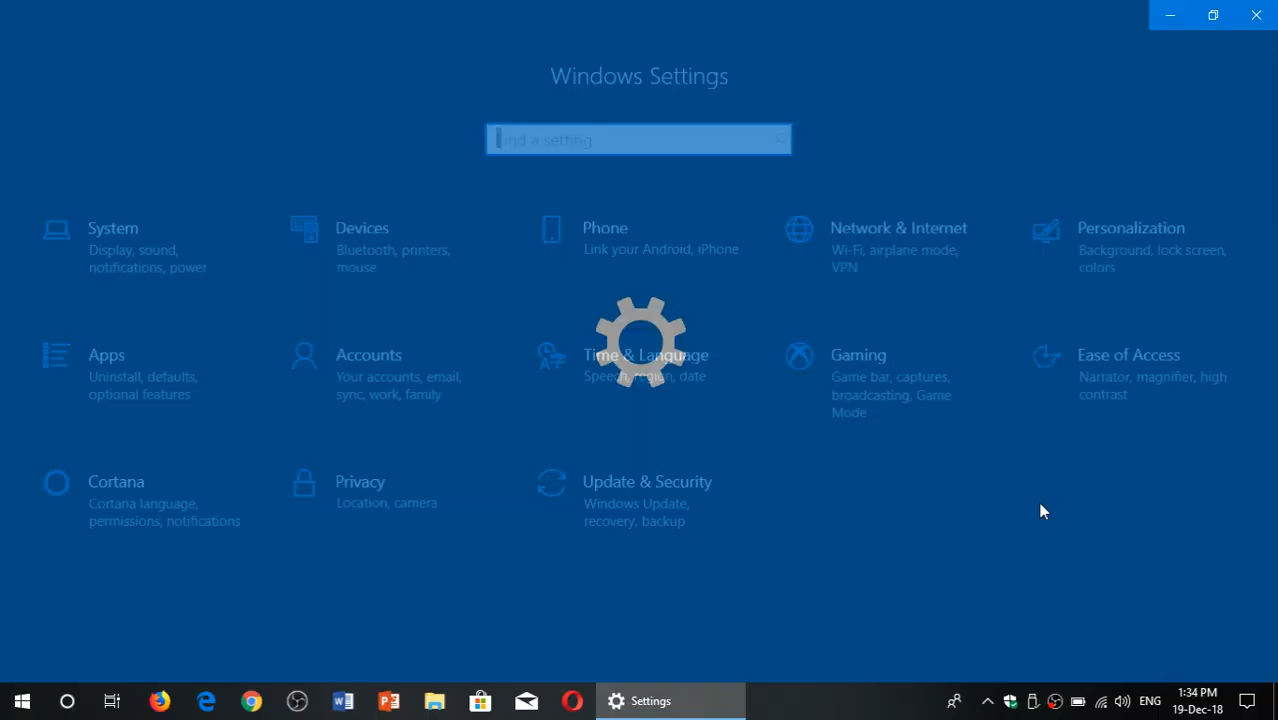 Windows Settings
Find a setting
System
Display, sound,
notifications, power
Devices
Bluetooth, printers,
mouse
Phone
Link your Android, iPhone
Network & Internet
Wi-Fi, airplane mode,
VPN
Personalization
Background, lock screen,
colors
Apps
Uninstall, defaults,
optional features
Accounts
Your accounts, email,
sync, work, family
Time & Language
Speech, region, date
Gaming
Game bar, captures,
broadcasting, Game
Mode
Ease of Access
Narrator, magnifier, high
contrast
Cortana
Cortana language,
permissions, notifications
Privacy
Location, camera
Update & Security
Windows Update,
recovery, backup
Settings
ENG
1:34 PM
19-Dec-18